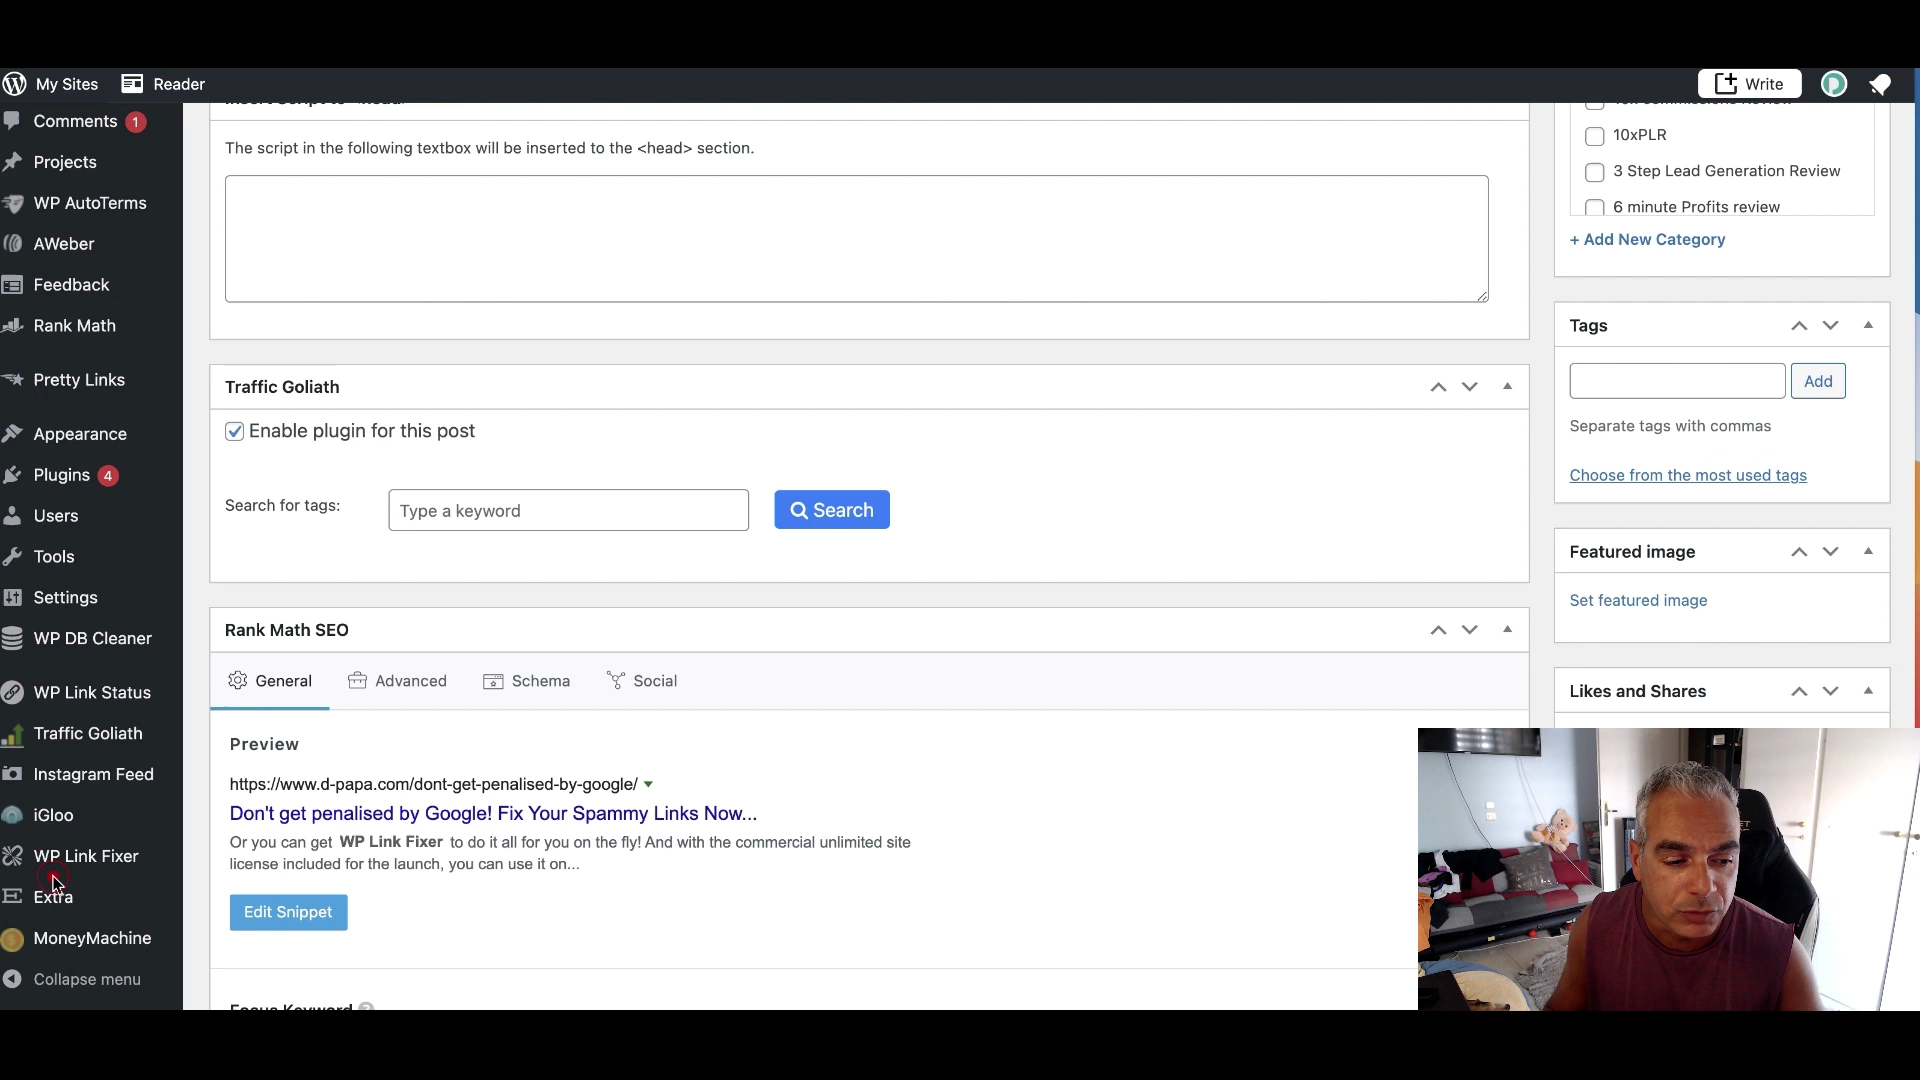 My Sites
Reader
Write
Comments 1
Projects
WP AutoTerms
AWeber
Feedback
Rank Math
Pretty Links
Appearance
Plugins 4
Users
Tools
Settings
WP DB Cleaner
WP Link Status
Traffic Goliath
Instagram Feed
iGloo
WP Link Fixer
Extra
MoneyMachine
Collapse menu
The script in the following textbox will be inserted to the <head> section.
Traffic Goliath
Enable plugin for this post
Search for tags:
Type a keyword
Search
Rank Math SEO
General
Advanced
Schema
Social
Preview
https://www.d-papa.com/dont-get-penalised-by-google/
Don't get penalised by Google! Fix Your Spammy Links Now...
Or you can get WP Link Fixer to do it all for you on the fly! And with the commercial unlimited site
license included for the launch, you can use it on...
Edit Snippet
Focus Keyword
10xPLR
3 Step Lead Generation Review
6 minute Profits review
+ Add New Category
Tags
Add
Separate tags with commas
Choose from the most used tags
Featured image
Set featured image
Likes and Shares